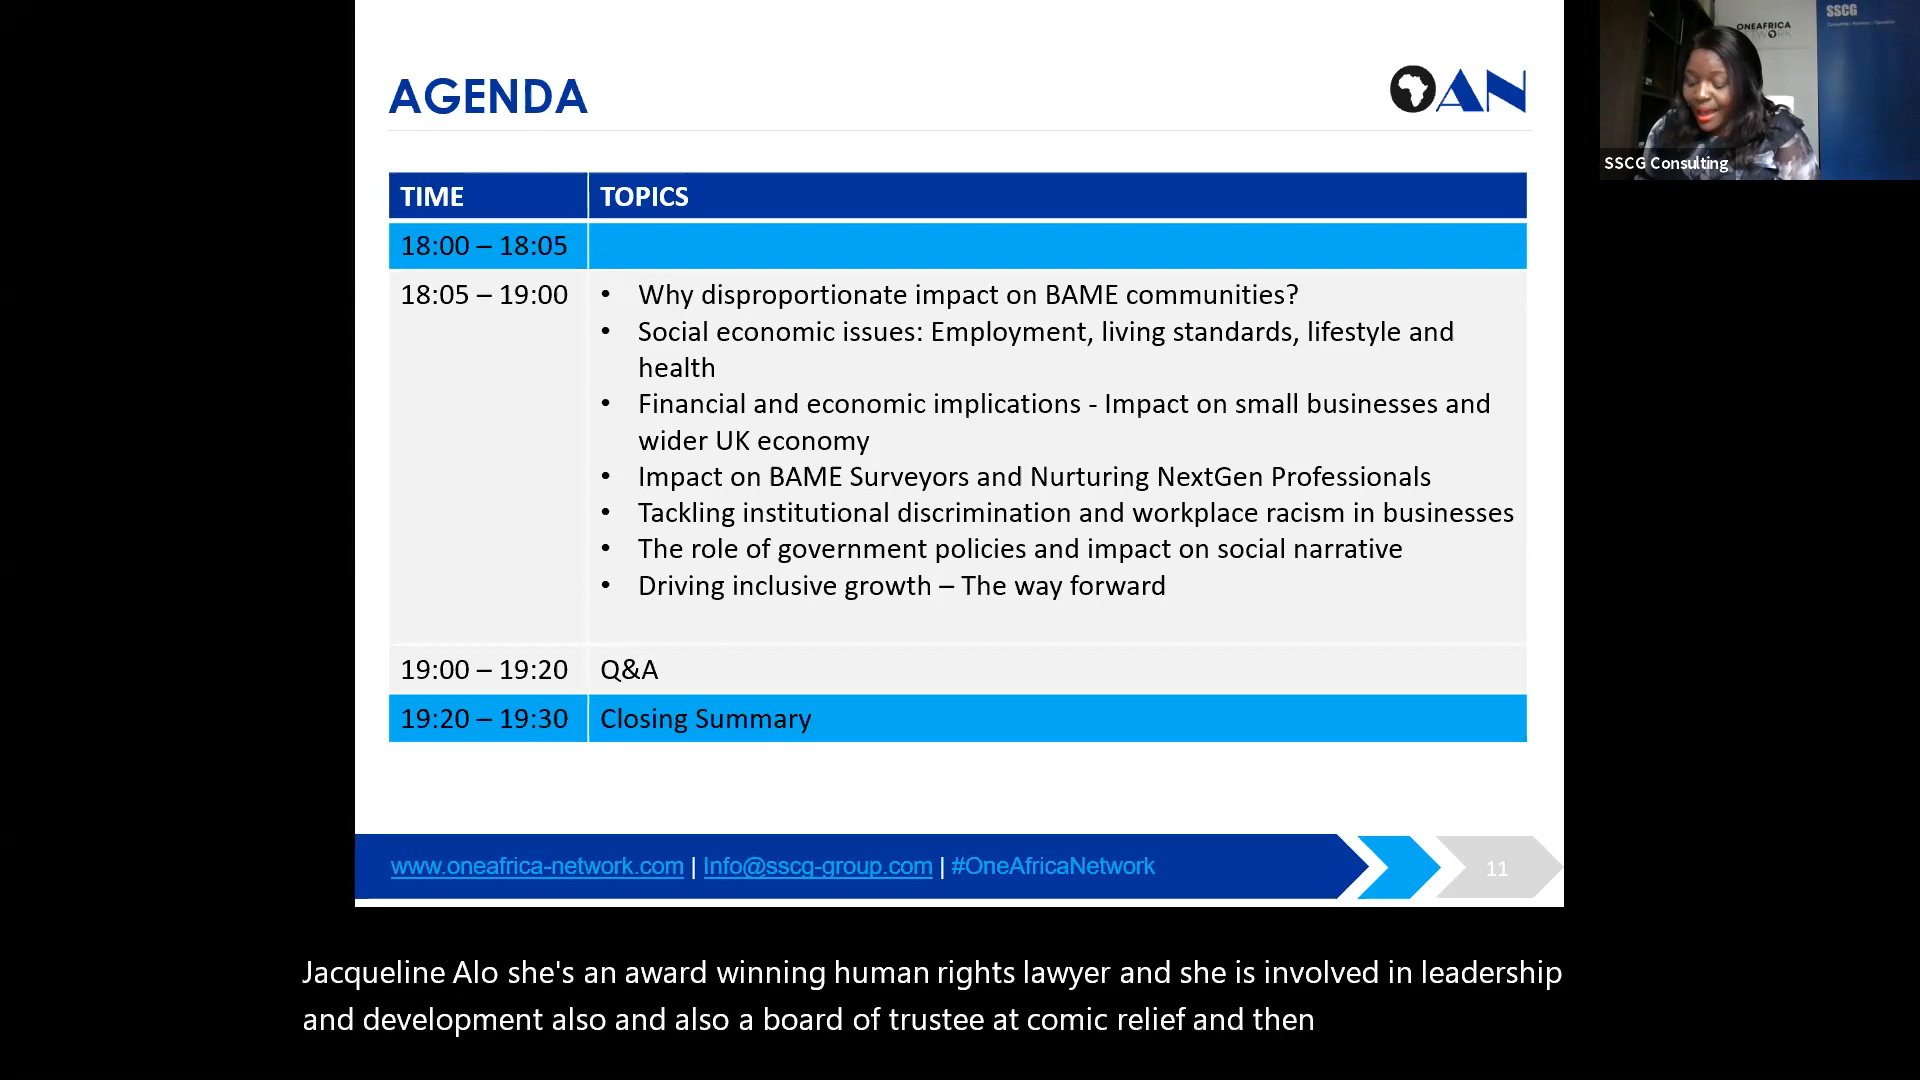 AGENDA
OAN
TIME TOPICS
18:00 – 18:05
18:05 – 19:00 • Why disproportionate impact on BAME communities?
• Social economic issues: Employment, living standards, lifestyle and
health
• Financial and economic implications - Impact on small businesses and
wider UK economy
• Impact on BAME Surveyors and Nurturing NextGen Professionals
• Tackling institutional discrimination and workplace racism in businesses
• The role of government policies and impact on social narrative
• Driving inclusive growth – The way forward
19:00 – 19:20 Q&A
19:20 – 19:30 Closing Summary
www.oneafrica-network.com | Info@sscg-group.com | #OneAfricaNetwork
11
ONEAFRICA
NETWORK
SSCG
SSCG Consulting
Jacqueline Alo she's an award winning human rights lawyer and she is involved in leadership
and development also and also a board of trustee at comic relief and then